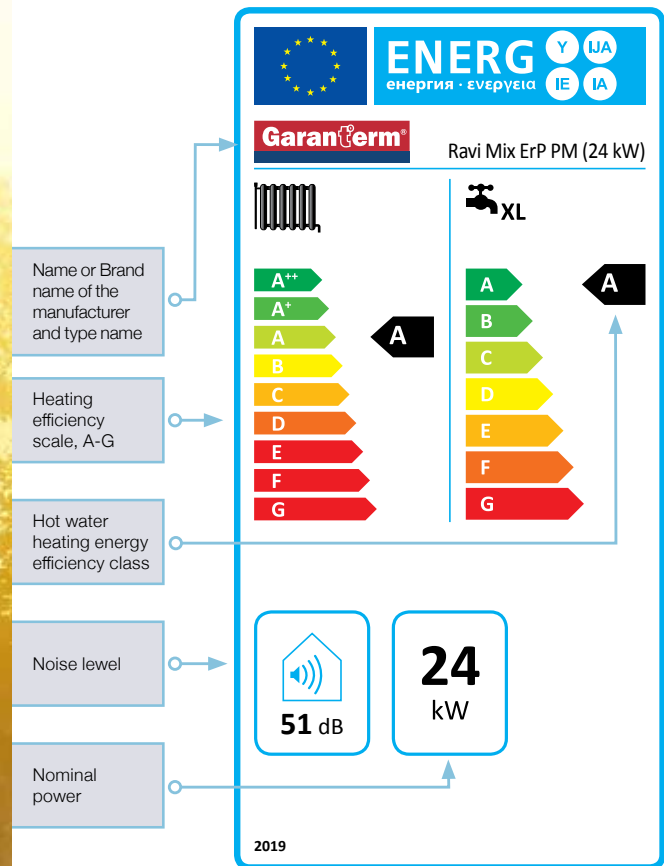 ENERG
Y IJA
IE IA
енергия · ενεργεια
Garanterm®
Ravi Mix ErP PM (24 kW)
XL
Name or Brand
name of the
manufacturer
and type name
Heating
efficiency
scale, A-G
Hot water
heating energy
efficiency class
Noise lewel
Nominal
power
A++
A+
A
B
C
D
E
F
G
A
A
B
C
D
E
F
G
A
51 dB
24
kW
2019